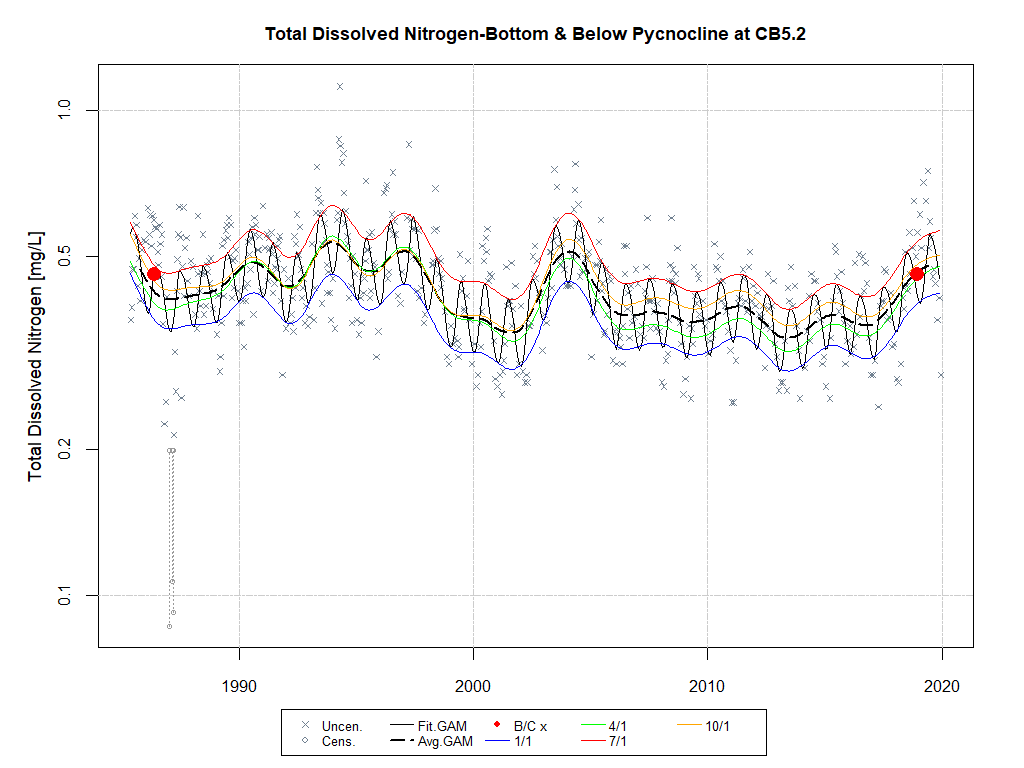 Total Dissolved Nitrogen-Bottom & Below Pycnocline at CB5.2
Total Dissolved Nitrogen [mg/L]
1.0
0.5
0.2
0.1
1990 2000 2010 2020
Uncen. Fit.GAM B/C x 4/1 10/1
Cens. Avg.GAM 1/1 7/1